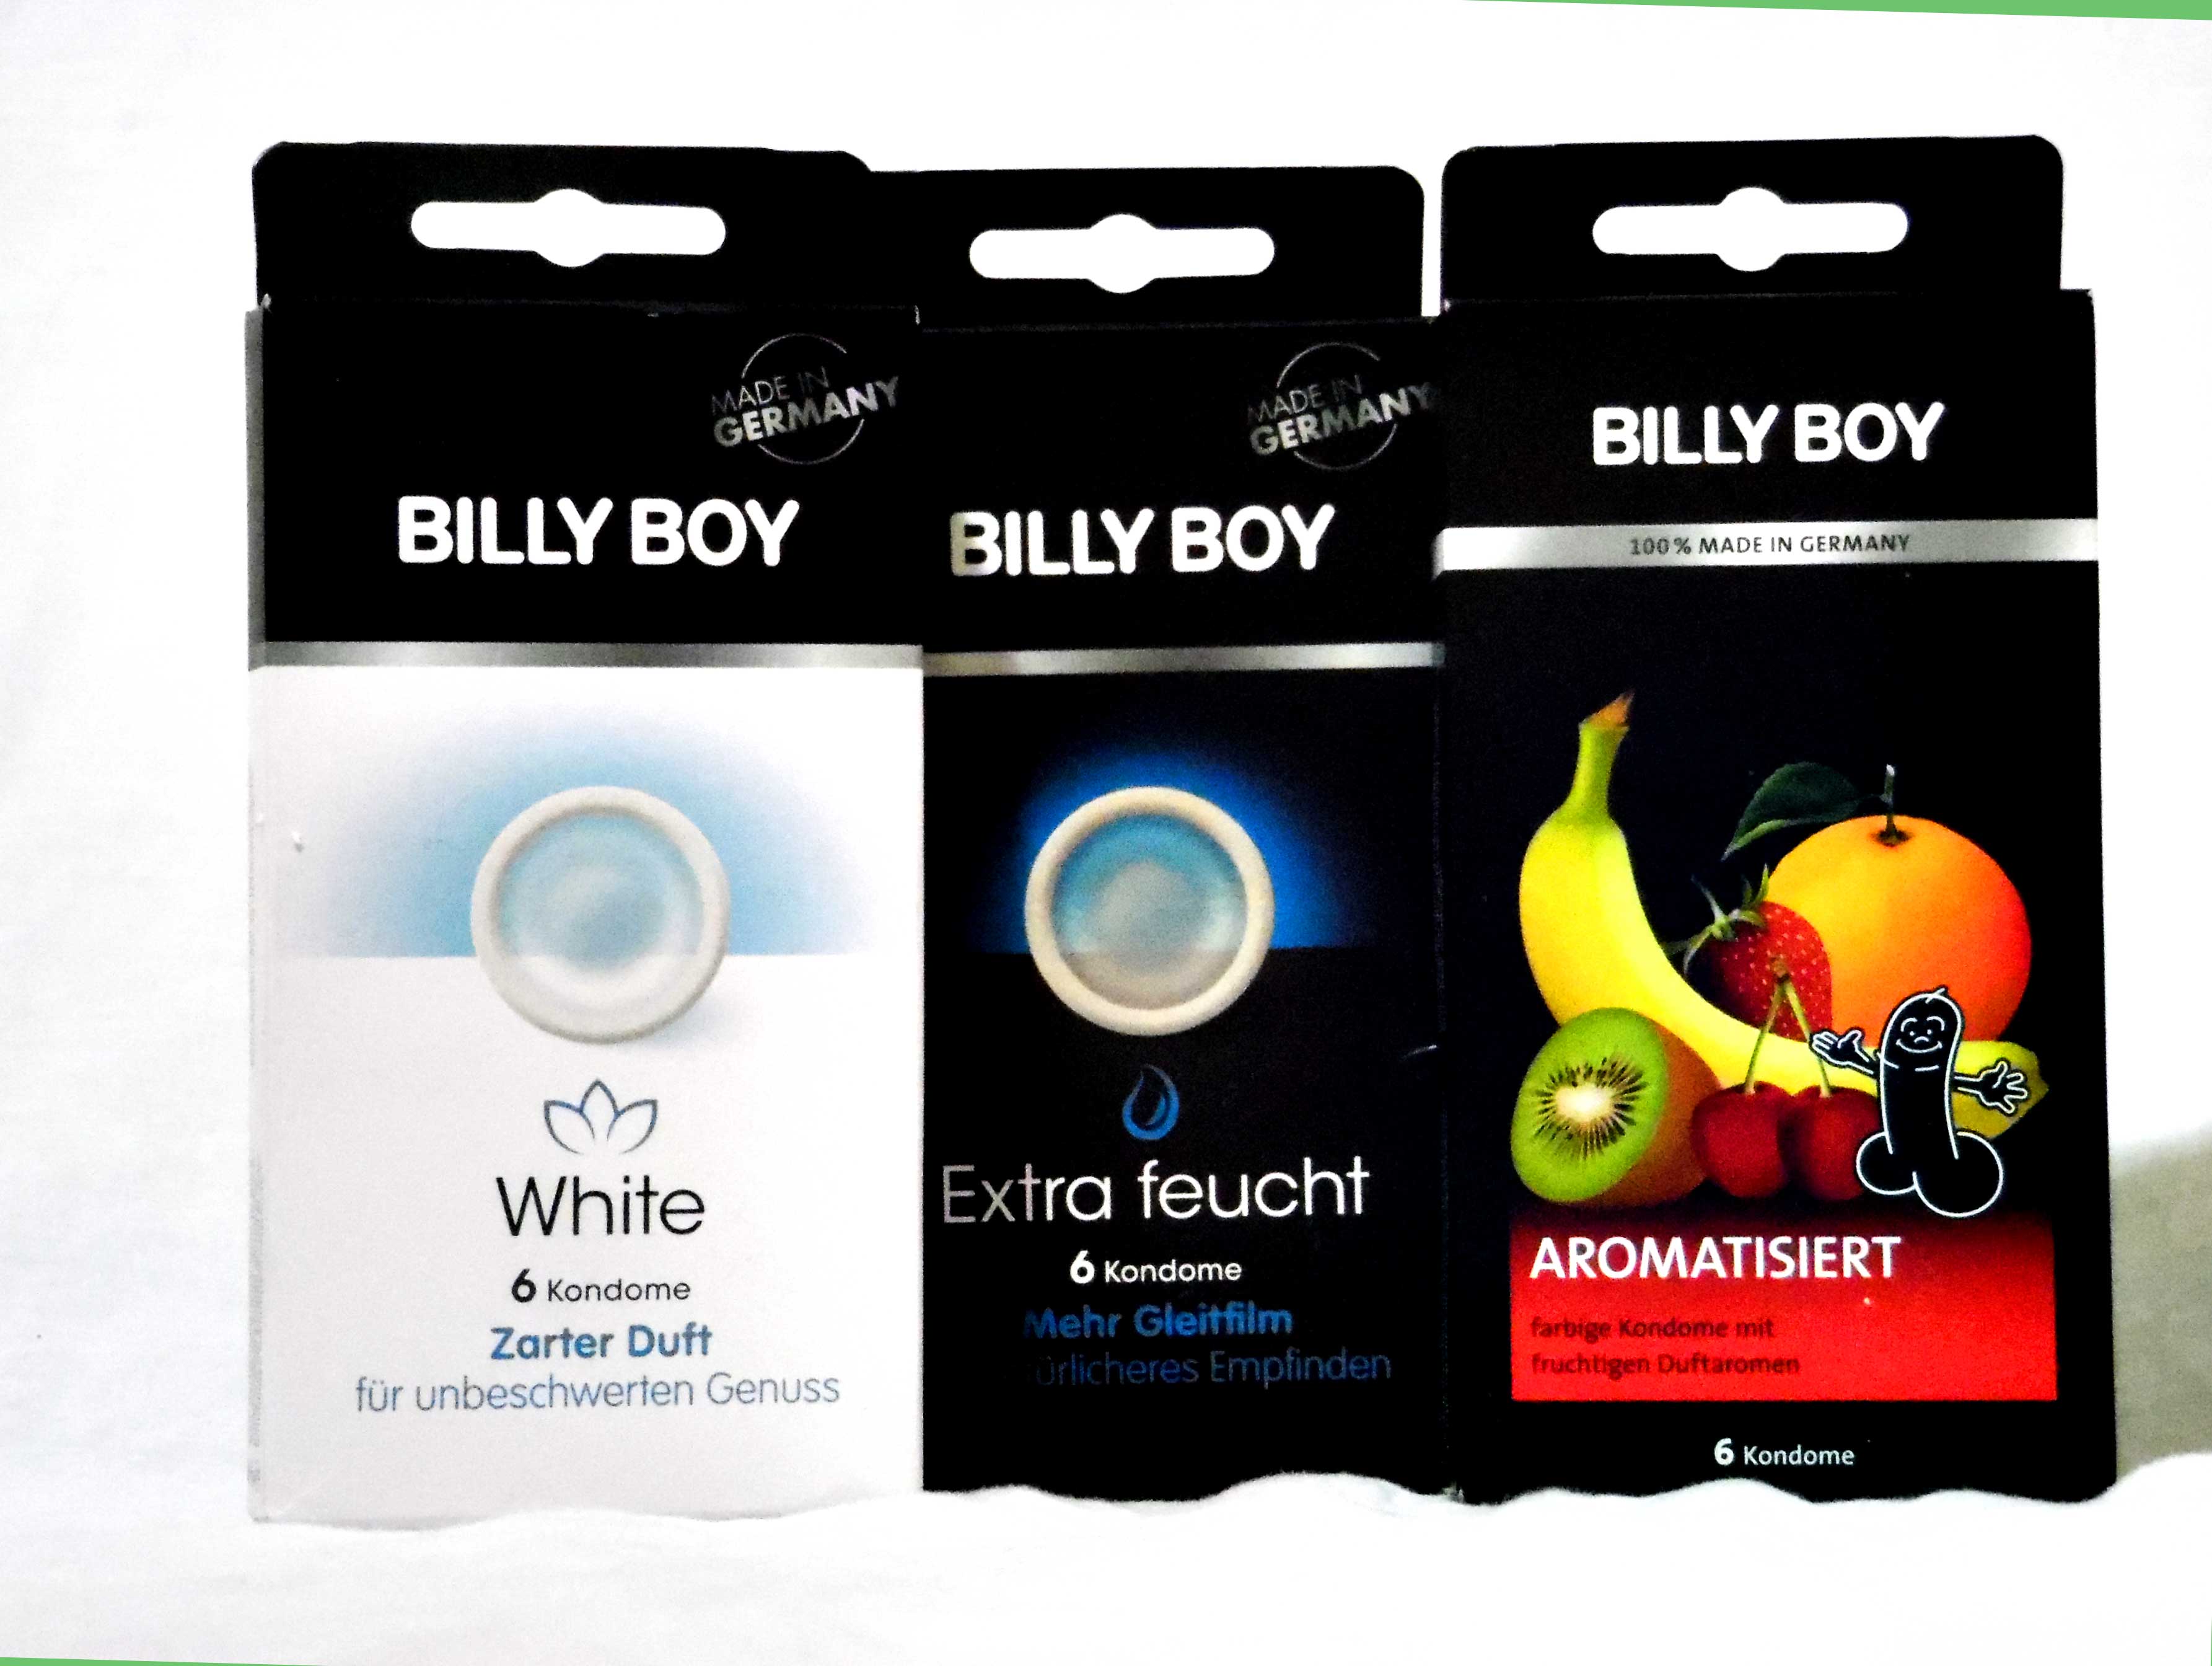 MADE IN
GERMANY
BILLY BOY
White
6 Kondome
Zarter Duft
für unbeschwerten Genuss
MADE IN
GERMANY
BILLY BOY
Extra feucht
6 Kondome
Mehr Gleitfilm
Empfinden
BILLY BOY
100% MADE IN GERMANY
AROMATISIERT
farbige Kondome mit
fruchtigen Duftaromen
6 Kondome